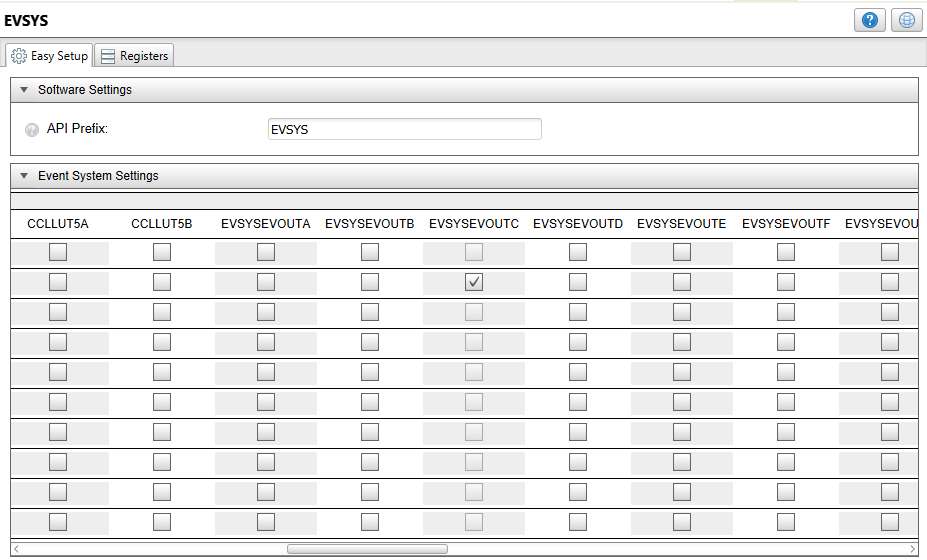 EVSYS
Easy Setup Registers
Software Settings
API Prefix: EVSYS
Event System Settings
CCLLUT5A CCLLUT5B EVSYSEVOUTA EVSYSEVOUTB EVSYSEVOUTC EVSYSEVOUTD EVSYSEVOUTE EVSYSEVOUTF EVSYSEVOU